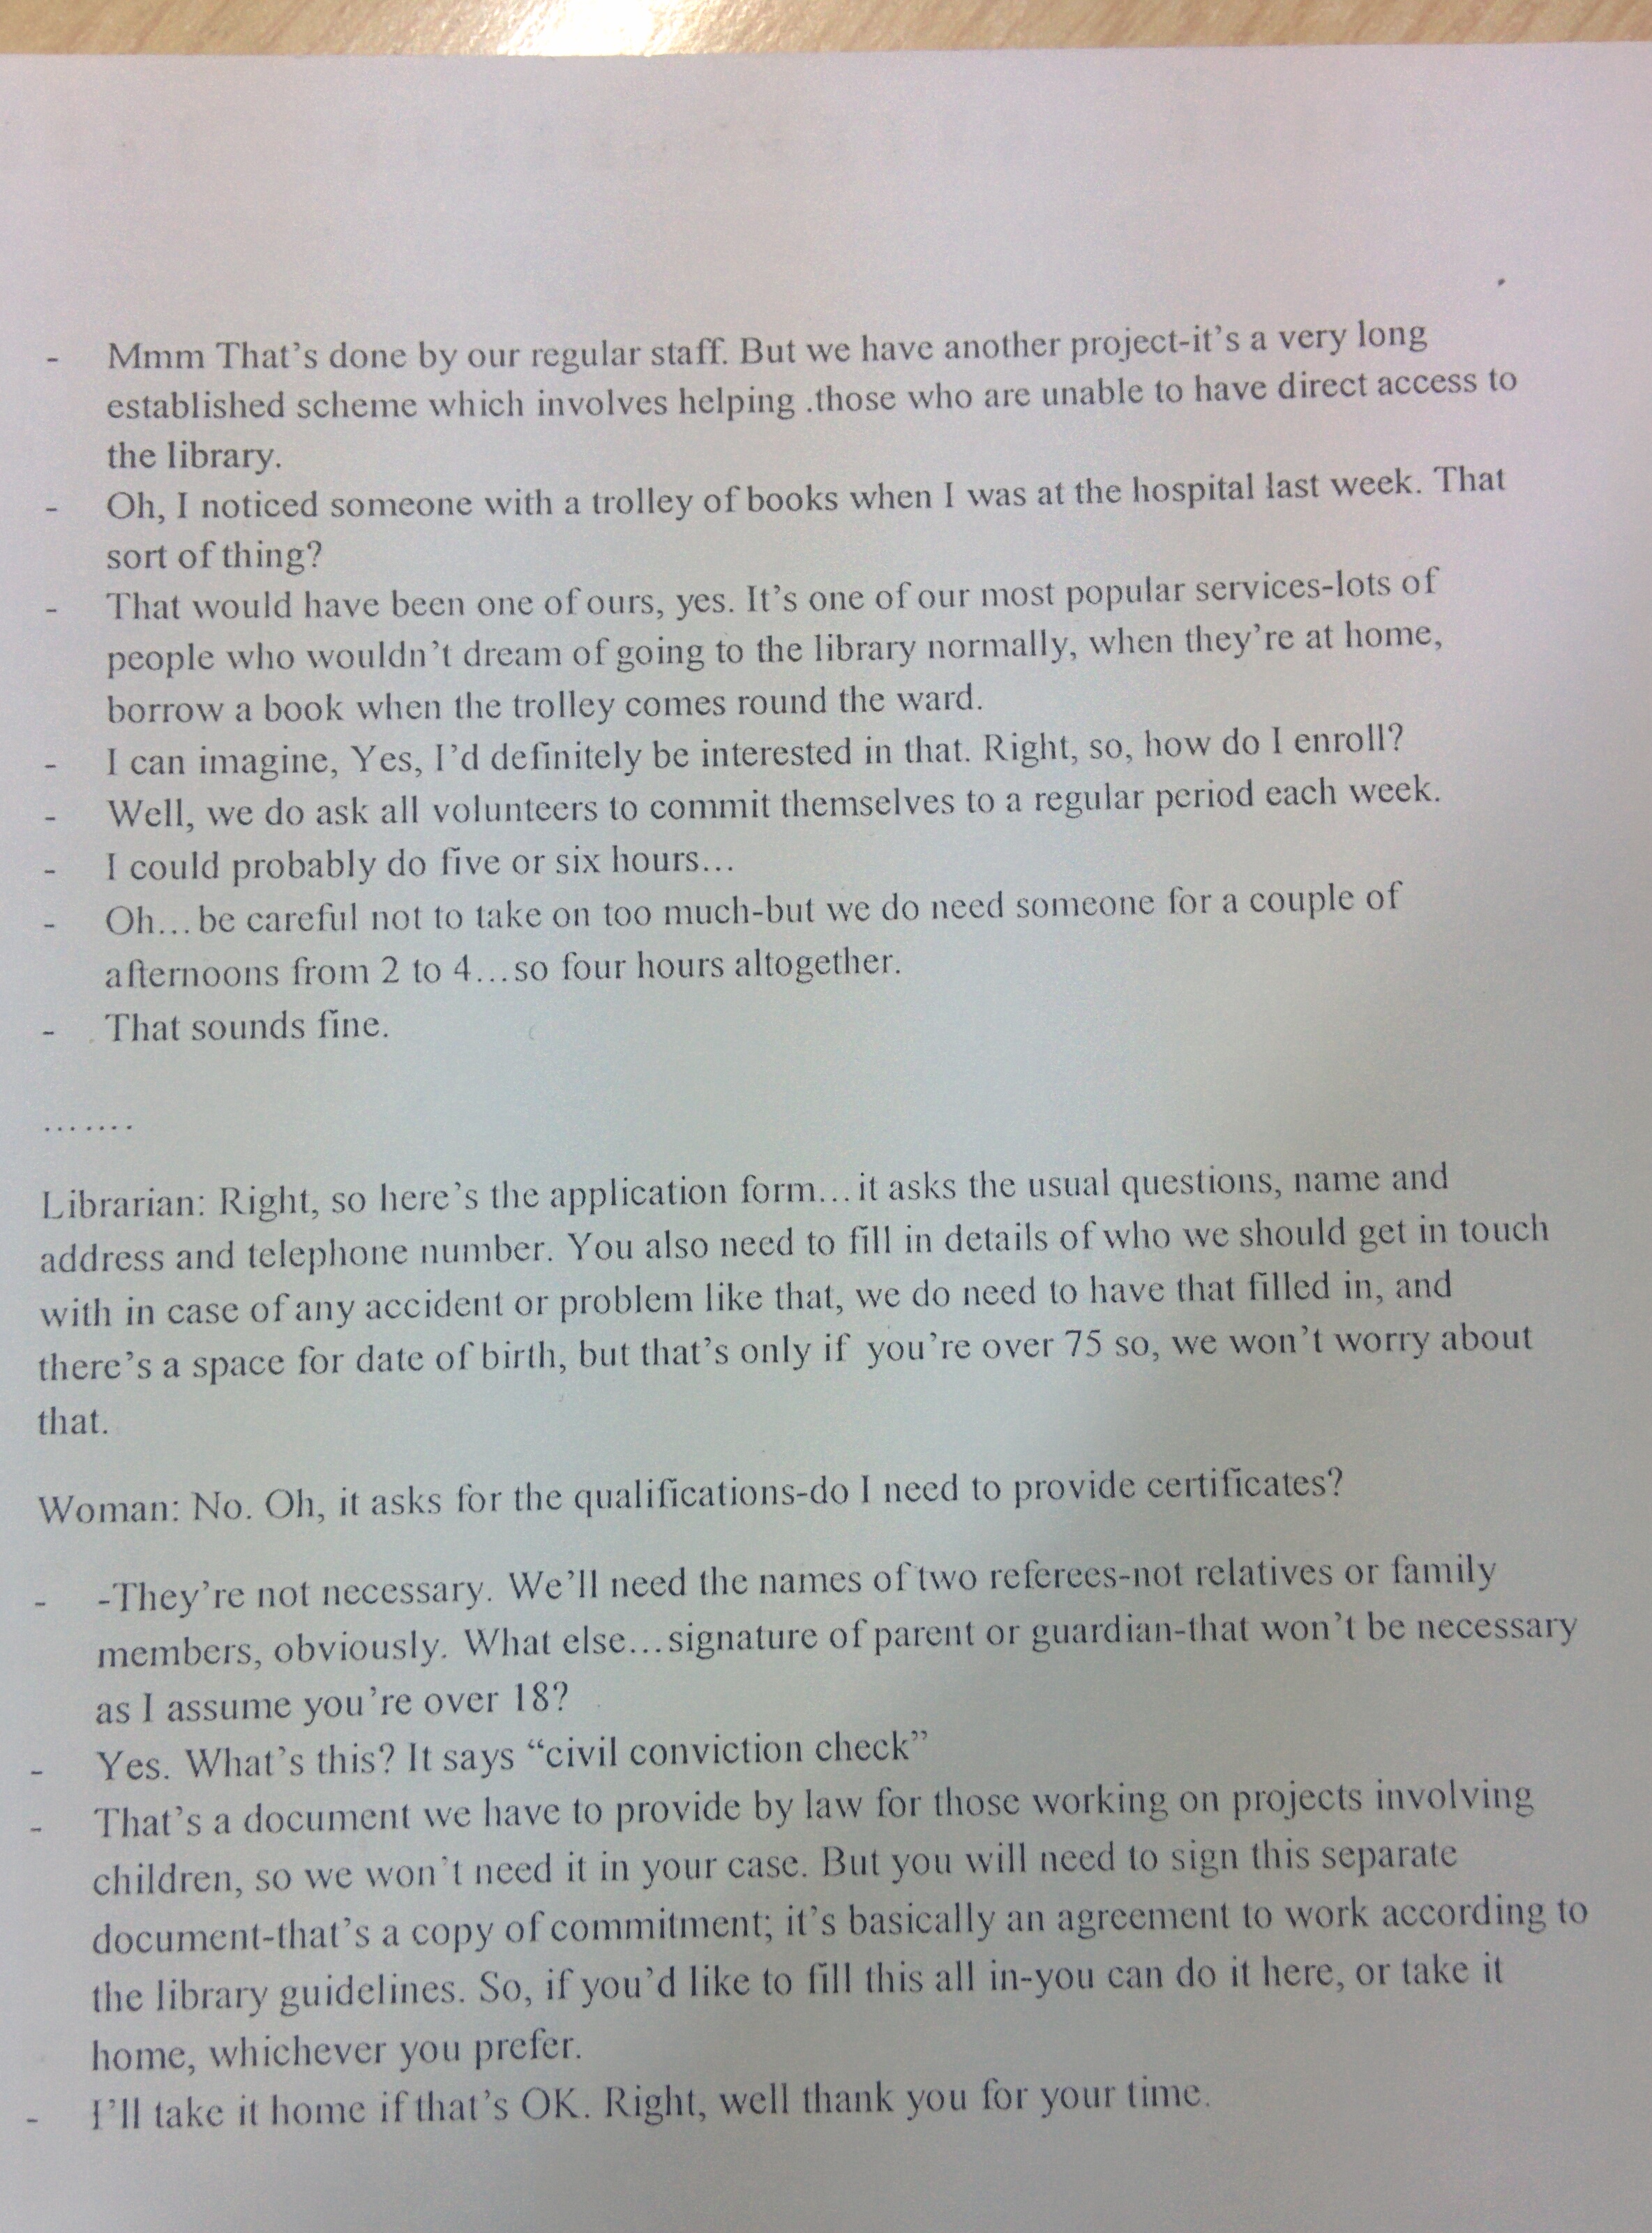 - Mmm That's done by our regular staff. But we have another project-it's a very long
established scheme which involves helping .those who are unable to have direct access to
the library.
- Oh, I noticed someone with a trolley of books when I was at the hospital last week. That
sort of thing?
- That would have been one of ours, yes. It's one of our most popular services-lots of
people who wouldn't dream of going to the library normally, when they're at home,
borrow a book when the trolley comes round the ward.
- I can imagine, Yes, I'd definitely be interested in that. Right, so, how do I enroll?
- Well, we do ask all volunteers to commit themselves to a regular period each week.
- I could probably do five or six hours...
- Oh...be careful not to take on too much-but we do need someone for a couple of
afternoons from 2 to 4...so four hours altogether.
- That sounds fine.
.......
Librarian: Right, so here's the application form...it asks the usual questions, name and
address and telephone number. You also need to fill in details of who we should get in touch
with in case of any accident or problem like that, we do need to have that filled in, and
there's a space for date of birth, but that's only if you're over 75 so, we won't worry about
that.
Woman: No. Oh, it asks for the qualifications-do I need to provide certificates?
- -They're not necessary. We'll need the names of two referees-not relatives or family
members, obviously. What else...signature of parent or guardian-that won't be necessary
as I assume you're over 18?
- Yes. What's this? It says “civil conviction check”
- That's a document we have to provide by law for those working on projects involving
children, so we won't need it in your case. But you will need to sign this separate
document-that's a copy of commitment; it's basically an agreement to work according to
the library guidelines. So, if you'd like to fill this all in-you can do it here, or take it
home, whichever you prefer.
- I'll take it home if that's OK. Right, well thank you for your time.